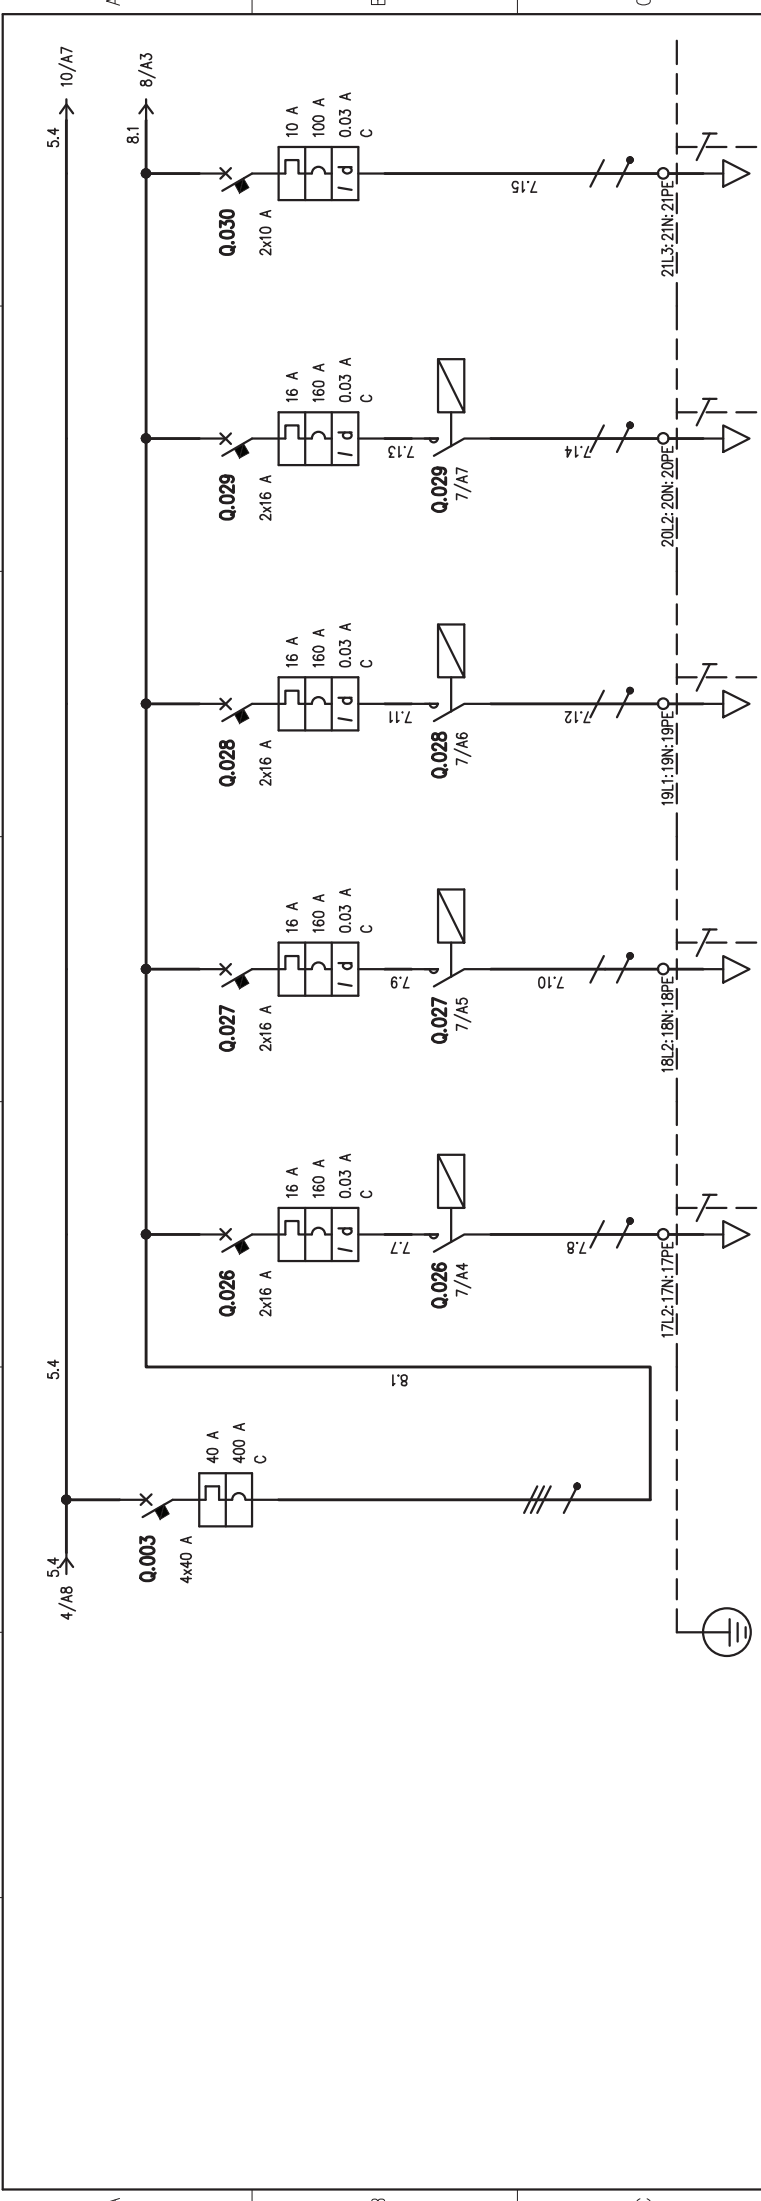 A
B
C
5.4
4/A8
5.4
5.4
10/A7
Q.003
4x40 A
40 A
400 A
C
8.1
8.1
8/A3
Q.026
2x16 A
16 A
160 A
0.03 A
C
I d
7.7
Q.026
7/A4
7.8
17L2:17N:17PE
Q.027
2x16 A
16 A
160 A
0.03 A
C
I d
7.9
Q.027
7/A5
7.10
18L2:18N:18PE
Q.028
2x16 A
16 A
160 A
0.03 A
C
I d
7.11
Q.028
7/A6
7.12
19L1:19N:19PE
Q.029
2x16 A
16 A
160 A
0.03 A
C
I d
7.13
Q.029
7/A7
7.14
20L2:20N:20PE
Q.030
2x10 A
10 A
100 A
0.03 A
C
I d
7.15
21L3:21N:21PE
A
B